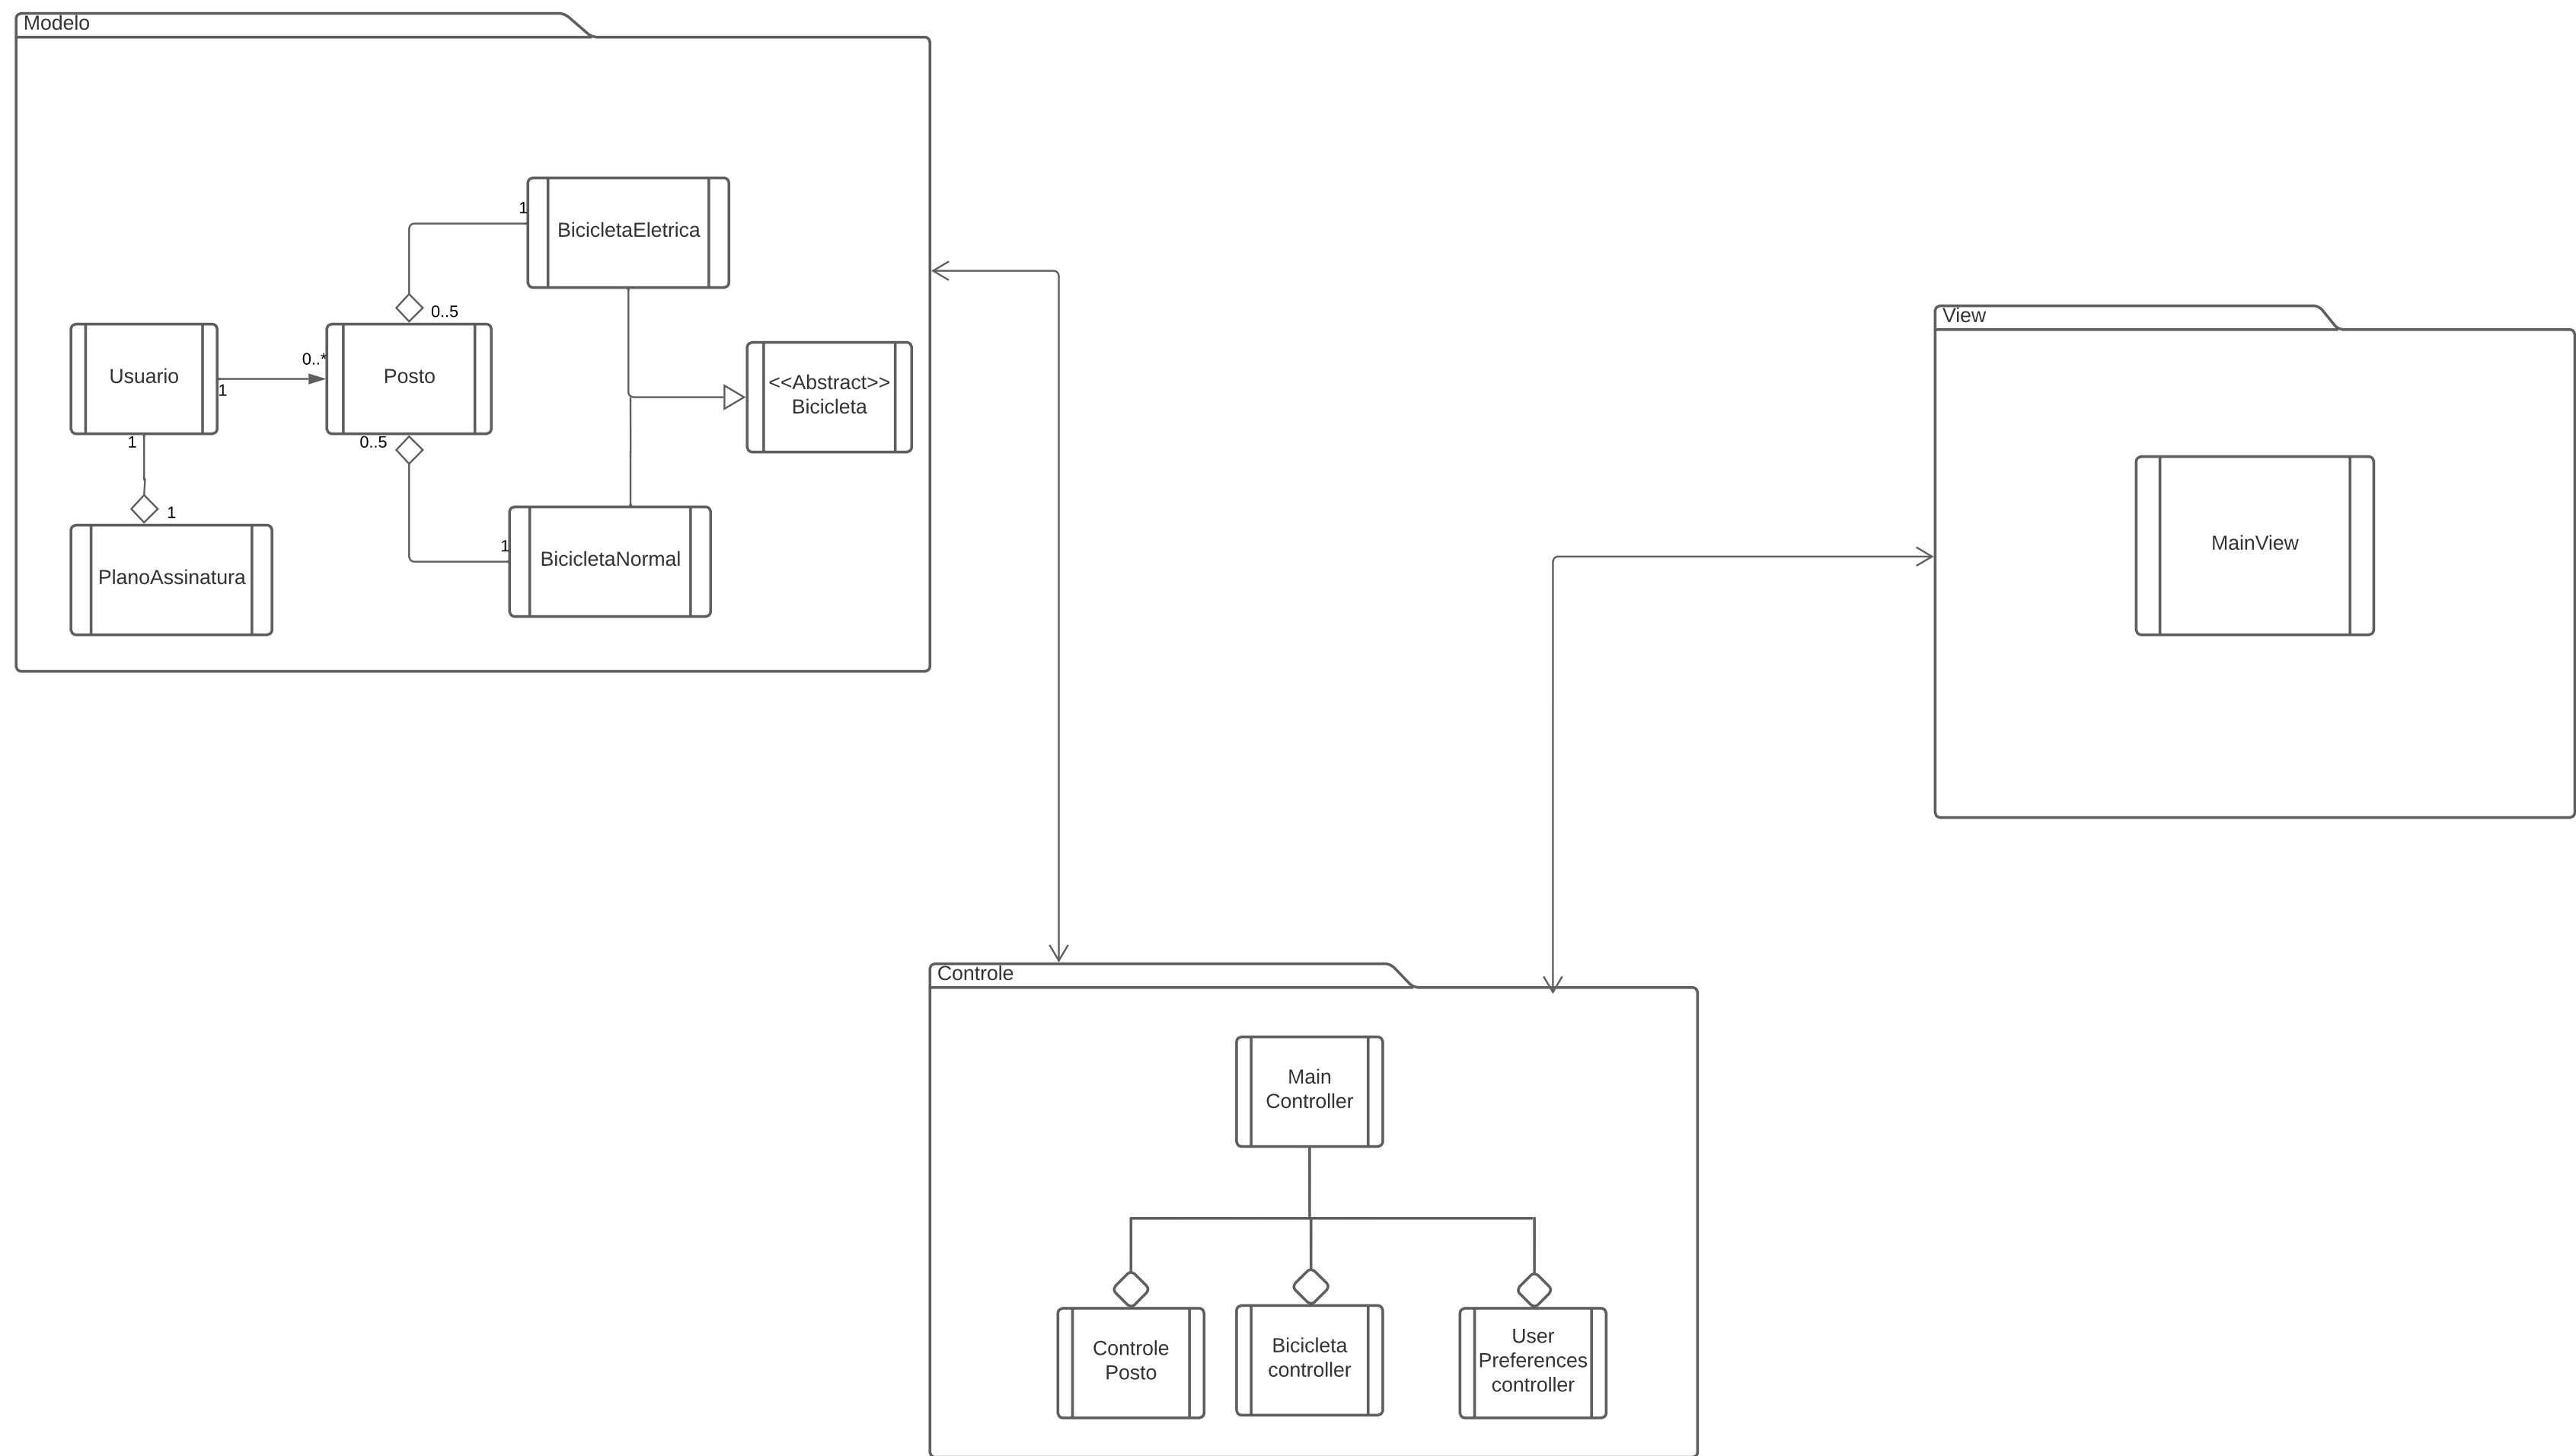 Modelo
BicicletaEletrica
1
0..5
Usuario
1
0..*
Posto
<<Abstract>>
Bicicleta
1
1
0..5
PlanoAssinatura
1
BicicletaNormal
View
MainView
Controle
Main
Controller
Controle
Posto
Bicicleta
controller
User
Preferences
controller